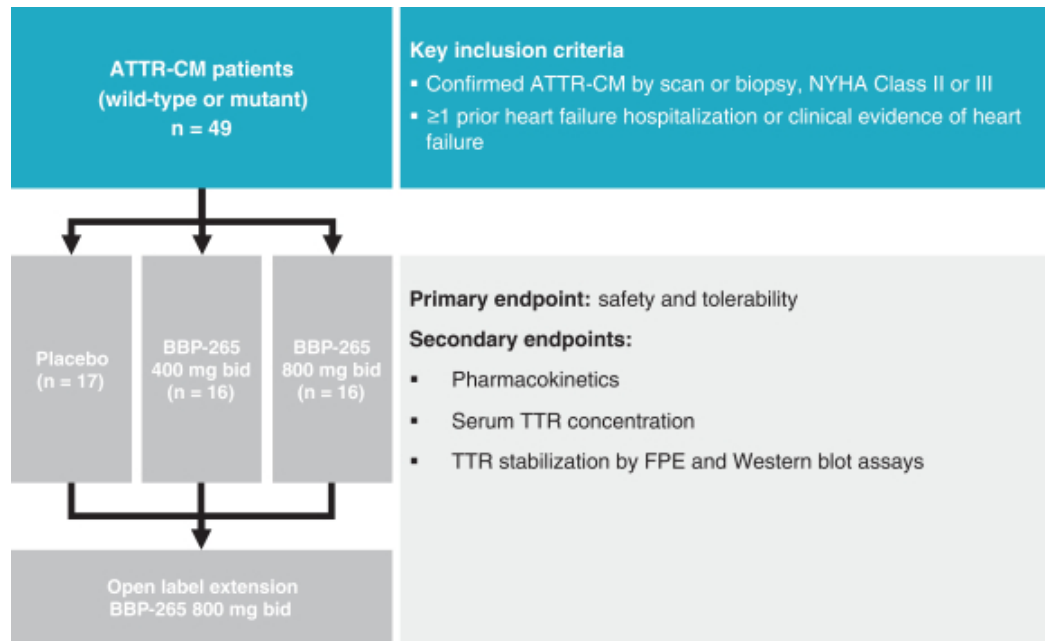 ATTR-CM patients
(wild-type or mutant)
n = 49
Key inclusion criteria
▪ Confirmed ATTR-CM by scan or biopsy, NYHA Class II or III
▪ ≥1 prior heart failure hospitalization or clinical evidence of heart
failure
Placebo
(n = 17)
BBP-265
400 mg bid
(n = 16)
BBP-265
800 mg bid
(n = 16)
Primary endpoint: safety and tolerability
Secondary endpoints:
▪ Pharmacokinetics
▪ Serum TTR concentration
▪ TTR stabilization by FPE and Western blot assays
Open label extension
BBP-265 800 mg bid